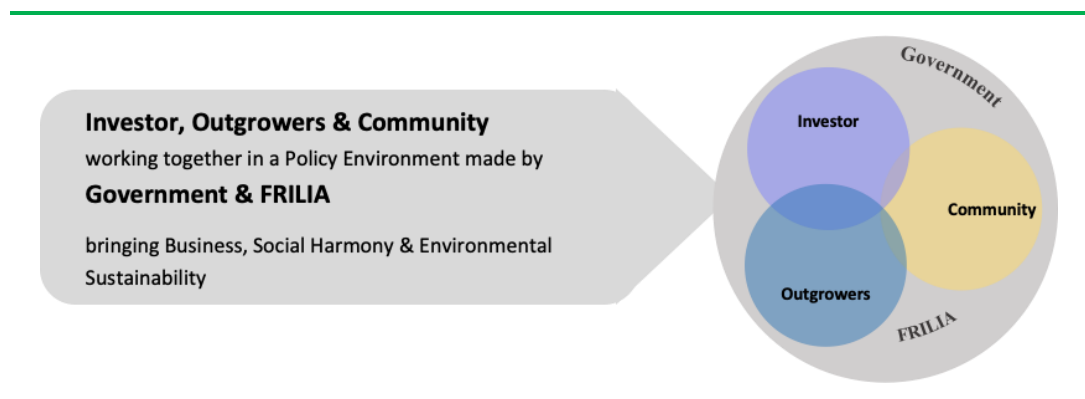 Investor, Outgrowers & Community
working together in a Policy Environment made by
Government & FRILIA
bringing Business, Social Harmony & Environmental
Sustainability
Government
Investor
Community
Outgrowers
FRILIA